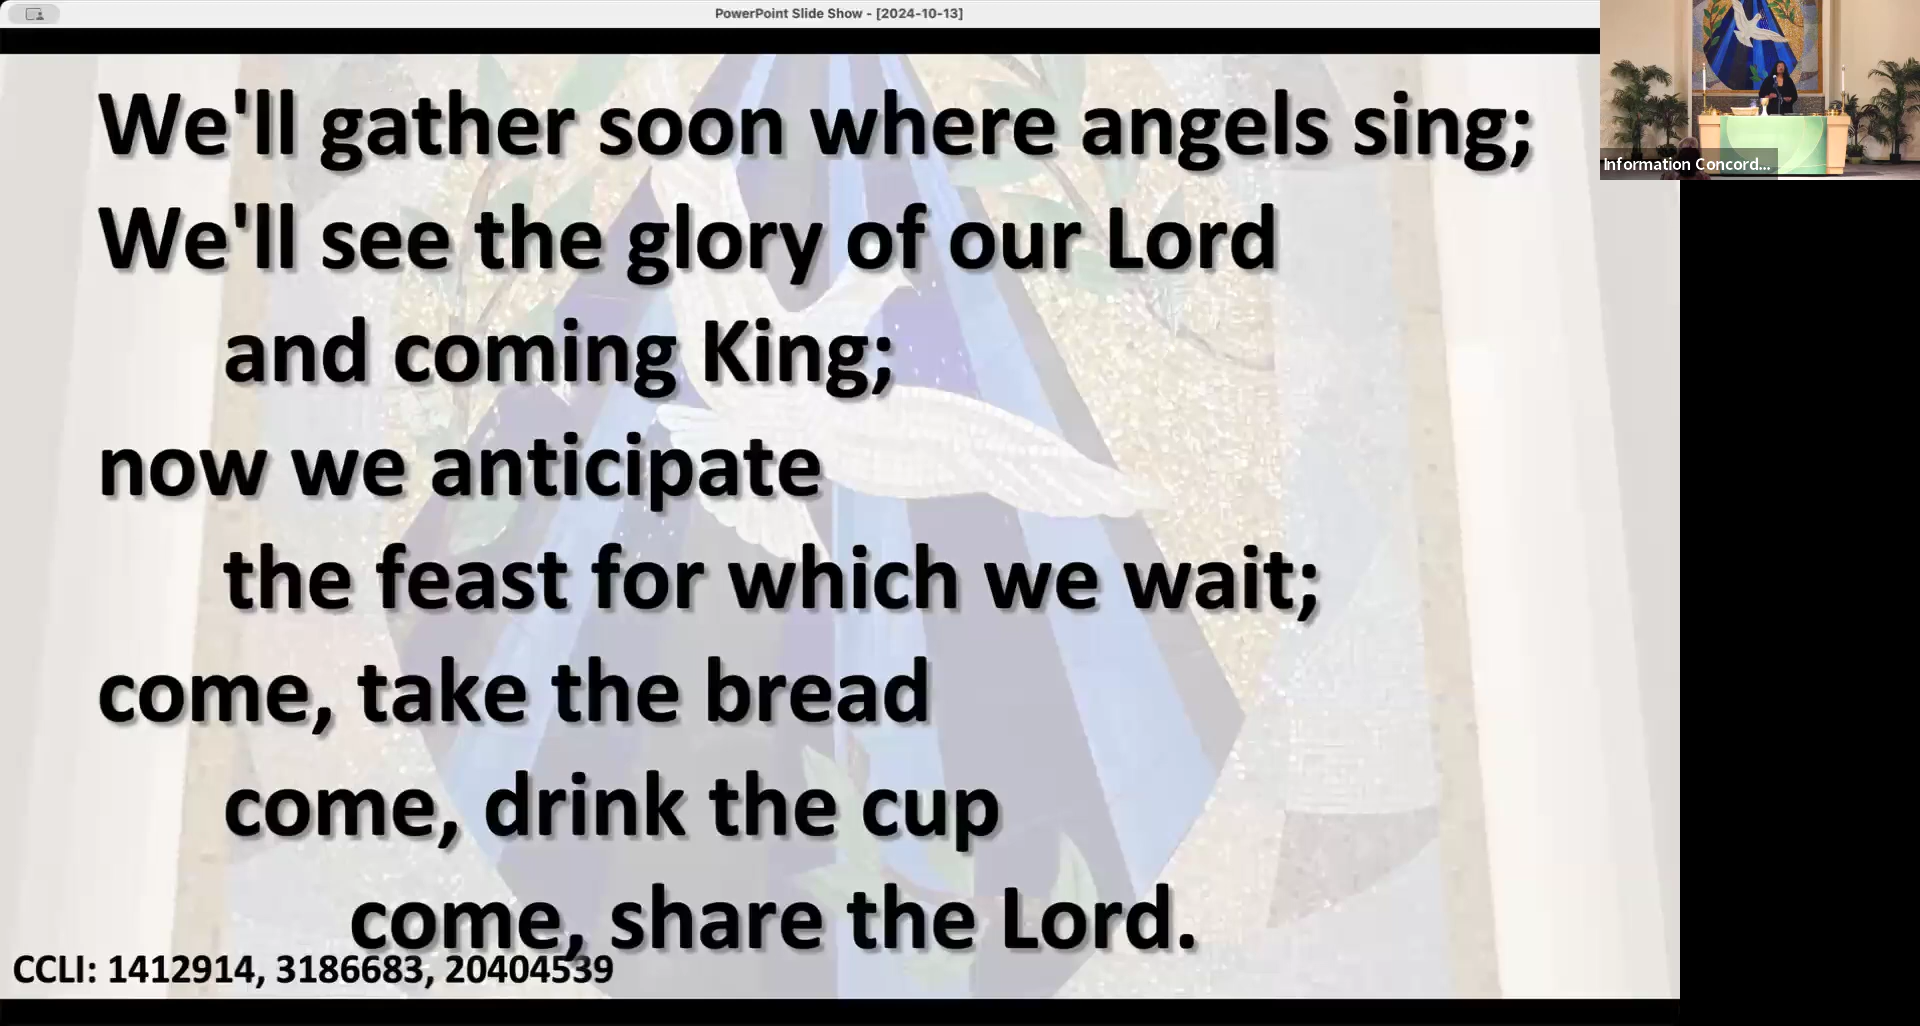 PowerPoint Slide Show - [2024-10-13]
We'll gather soon where angels sing;
We'll see the glory of our Lord
and coming King;
now we anticipate
the feast for which we wait;
come, take the bread
come, drink the cup
come, share the Lord.
CCLI: 1412914, 3186683, 20404539
Information Concord...